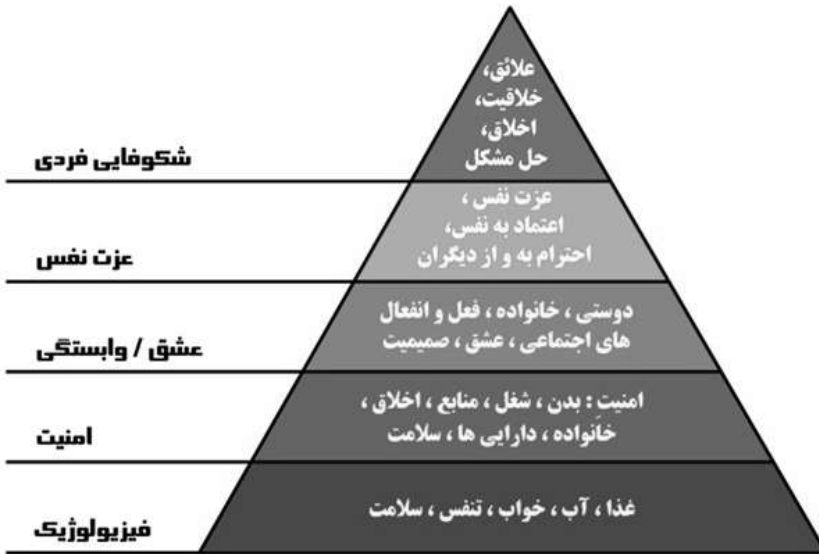 علائق،
خلاقیت،
اخلاق،
حل مشکل
شکوفایی فردی
عزت نفس ،
اعتماد به نفس،
احترام به و از دیگران
عزت نفس
دوستی ، خانواده ، فعل و انفعال
های اجتماعی ، عشق ، صمیمیت
عشق / وابستگی
امنیتِ : بدن ، شغل ، منابع ، اخلاق ،
خانواده ، دارایی ها ، سلامت
امنیت
غذا ، آب ، خواب ، تنفس ، سلامت
فیزیولوژیک